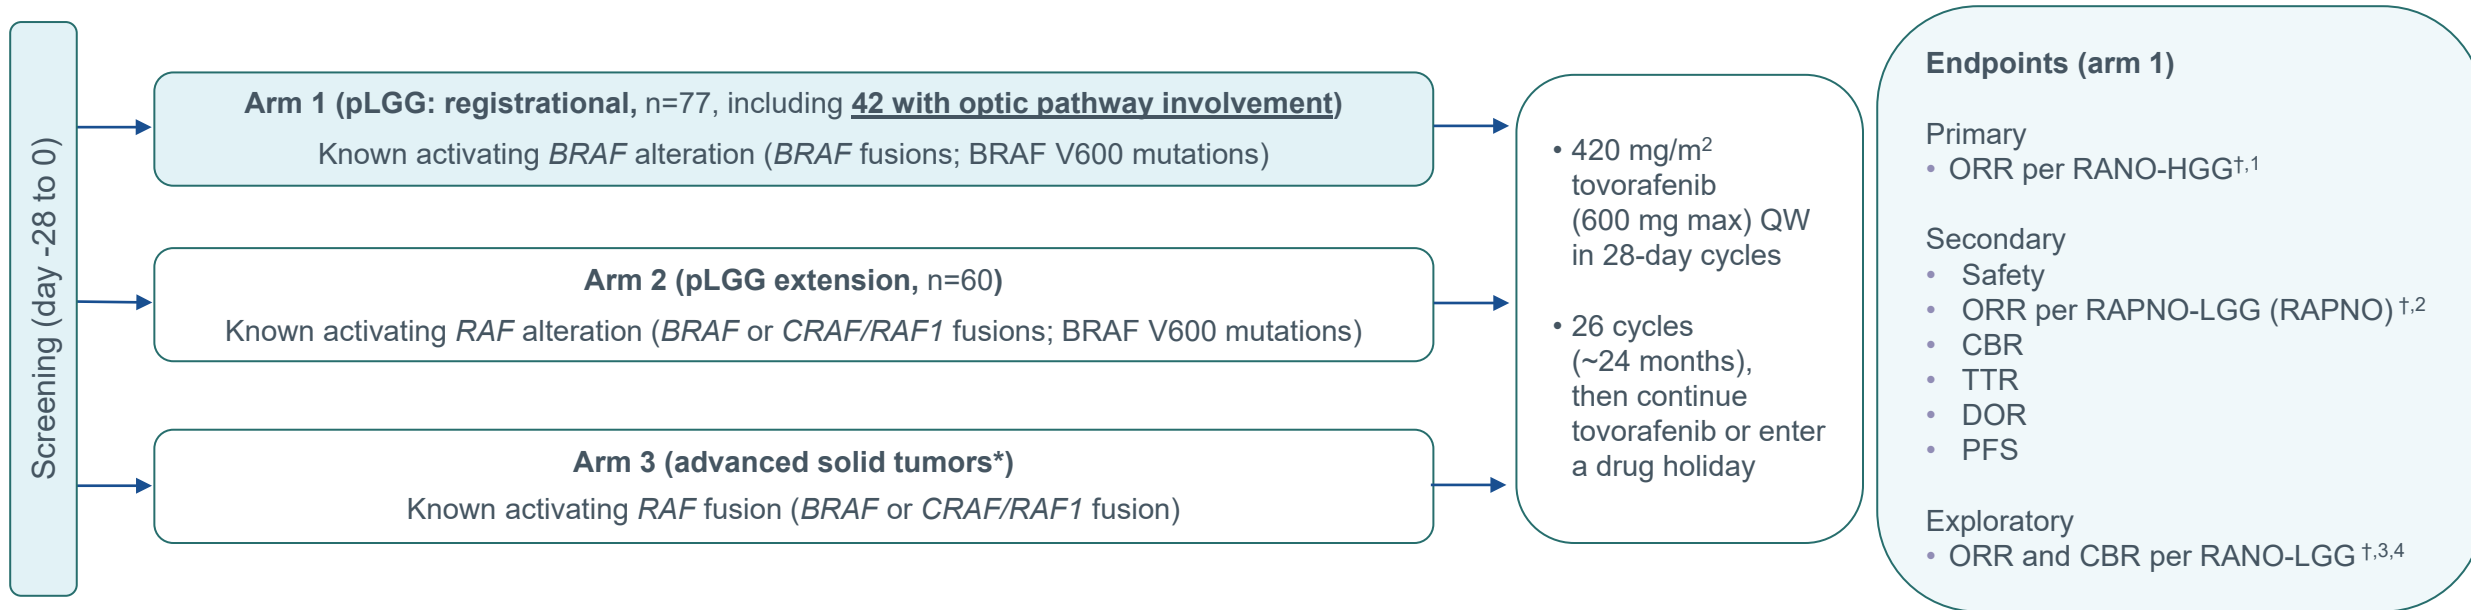 Screening (day -28 to 0)
Arm 1 (pLGG: registrational, n=77, including 42 with optic pathway involvement)
Known activating BRAF alteration (BRAF fusions; BRAF V600 mutations)
Arm 2 (pLGG extension, n=60)
Known activating RAF alteration (BRAF or CRAF/RAF1 fusions; BRAF V600 mutations)
Arm 3 (advanced solid tumors*)
Known activating RAF fusion (BRAF or CRAF/RAF1 fusion)
• 420 mg/m²
tovorafenib
(600 mg max) QW
in 28-day cycles
• 26 cycles
(~24 months),
then continue
tovorafenib or enter
a drug holiday
Endpoints (arm 1)
Primary
• ORR per RANO-HGG†,1
Secondary
• Safety
• ORR per RAPNO-LGG (RAPNO) †,2
• CBR
• TTR
• DOR
• PFS
Exploratory
• ORR and CBR per RANO-LGG †,3,4